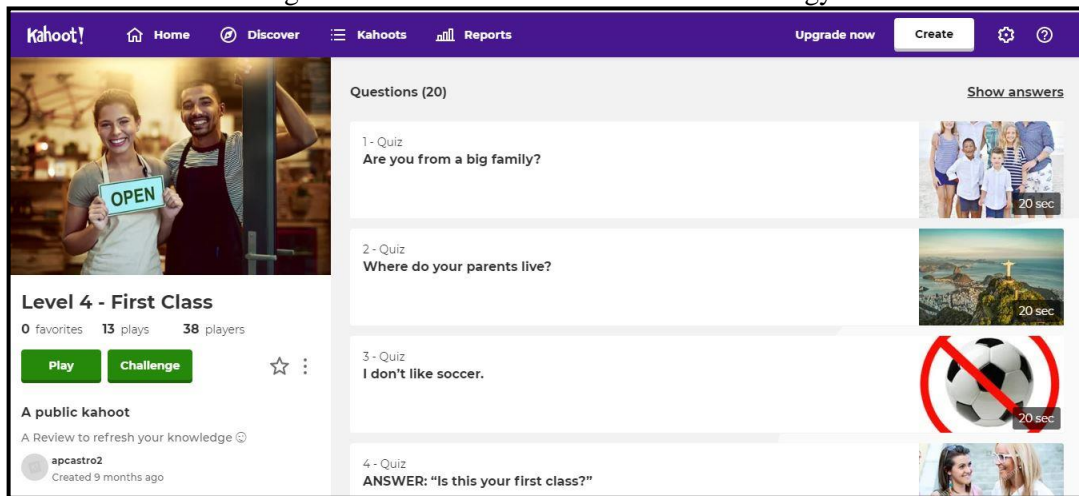 Kahoot! Home Discover Kahoots Reports Upgrade now Create
OPEN
Level 4 - First Class
0 favorites 13 plays 38 players
Play Challenge
A public kahoot
A Review to refresh your knowledge
apcastro2
Created 9 months ago
Questions (20) Show answers
1 - Quiz
Are you from a big family?
20 sec
2 - Quiz
Where do your parents live?
20 sec
3 - Quiz
I don't like soccer.
20 sec
4 - Quiz
ANSWER: “Is this your first class?”